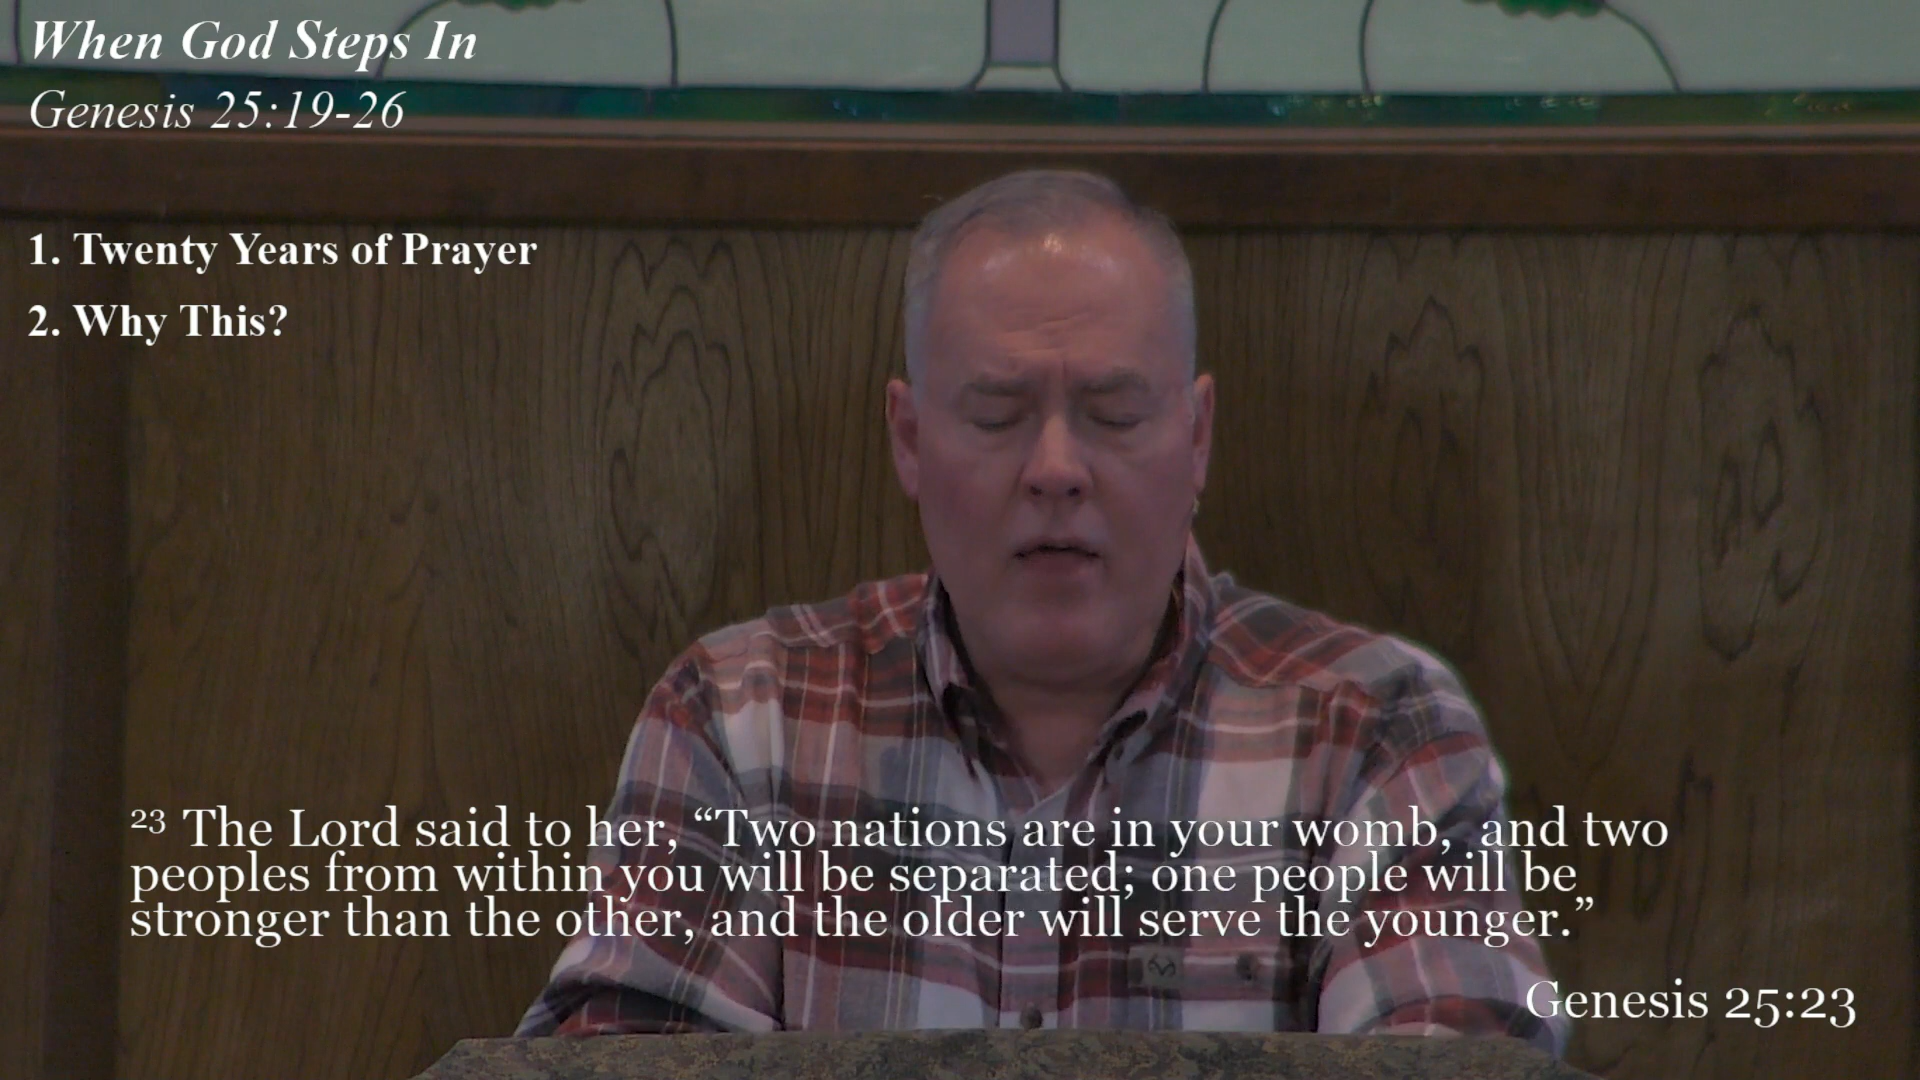 When God Steps In
Genesis 25:19-26
1. Twenty Years of Prayer
2. Why This?
23 The Lord said to her, “Two nations are in your womb, and two
peoples from within you will be separated; one people will be
stronger than the other, and the older will serve the younger.”
Genesis 25:23